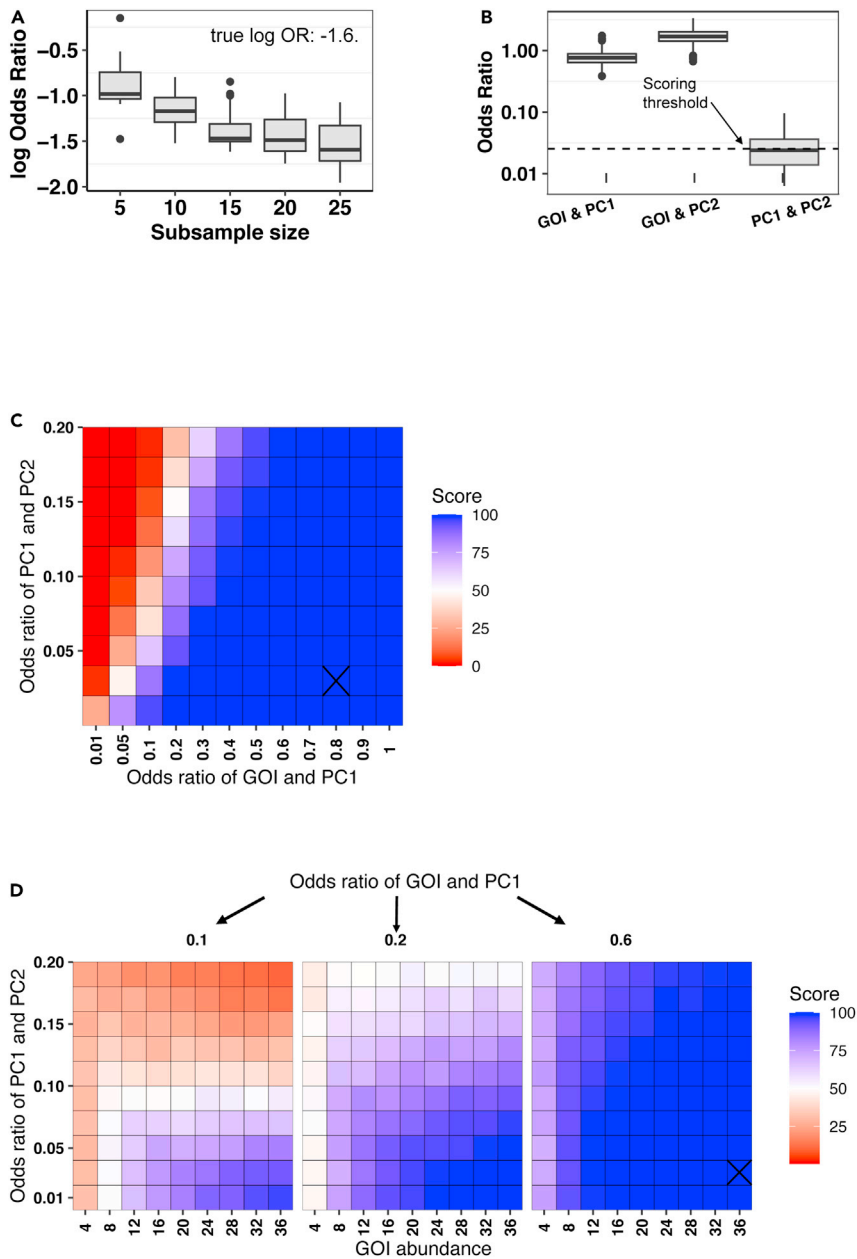 A
true log OR: -1.6.
log Odds Ratio
−0.5
−1.0
−1.5
−2.0
5 10 15 20 25
Subsample size
B
Odds Ratio
1.00
0.10
0.01
Scoring
threshold
GOI & PC1 GOI & PC2 PC1 & PC2
C
Odds ratio of PC1 and PC2
0.20
0.15
0.10
0.05
0.01 0.05 0.1 0.2 0.3 0.4 0.5 0.6 0.7 0.8 0.9 1
Odds ratio of GOI and PC1
Score
100
75
50
25
0
D
Odds ratio of GOI and PC1
0.1 0.2 0.6
Odds ratio of PC1 and PC2
0.20
0.15
0.10
0.05
0.01
4 8 12 16 20 24 28 32 36 4 8 12 16 20 24 28 32 36 4 8 12 16 20 24 28 32 36
GOI abundance
Score
100
75
50
25